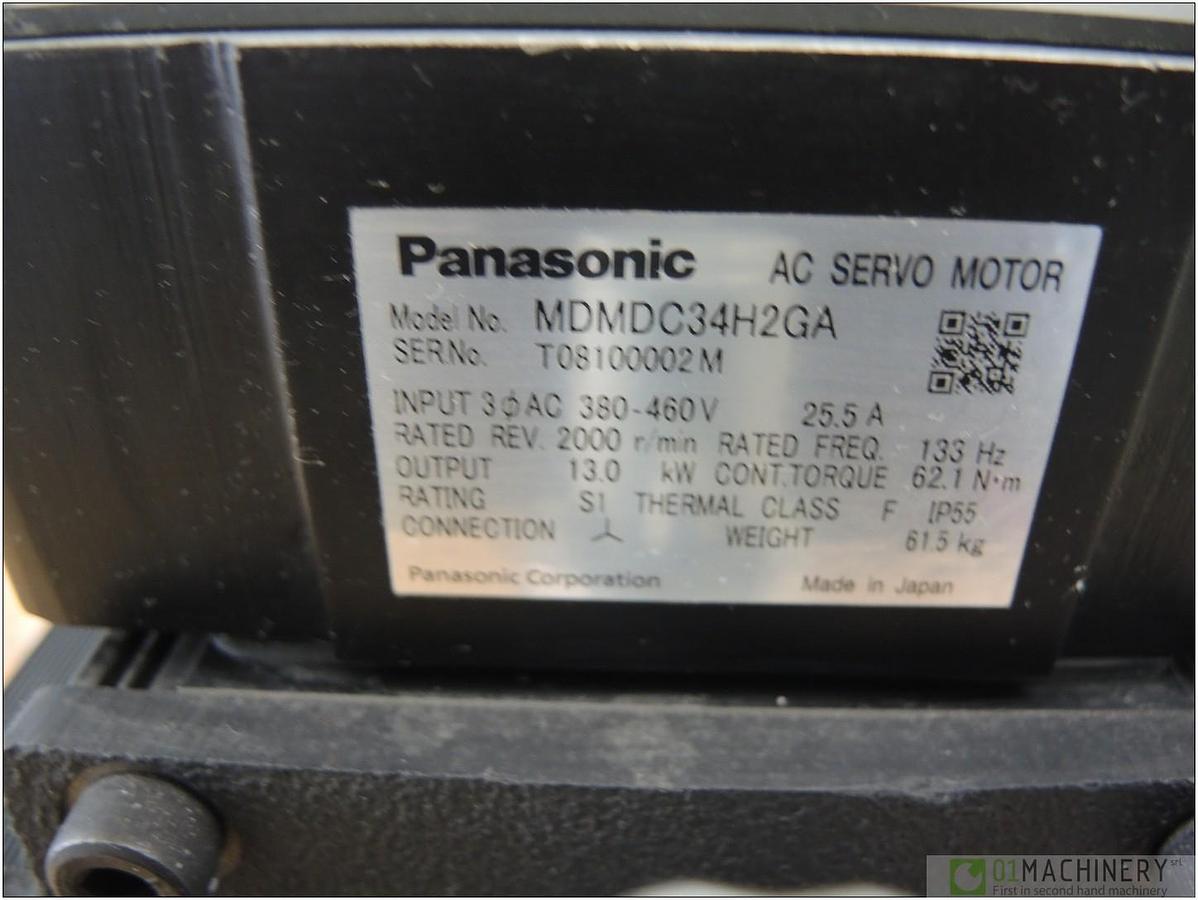 Panasonic AC SERVO MOTOR
Model No. MDMDC34H2GA
SER.No. T08100002M
INPUT 3ϕAC 380-460V 25.5 A
RATED REV. 2000 r/min RATED FREQ. 133 Hz
OUTPUT 13.0 kW CONT.TORQUE 62.1 N·m
RATING S1 THERMAL CLASS F IP55
CONNECTION WEIGHT 61.5 kg
Panasonic Corporation Made in Japan
01MACHINERY srl
First in second hand machinery